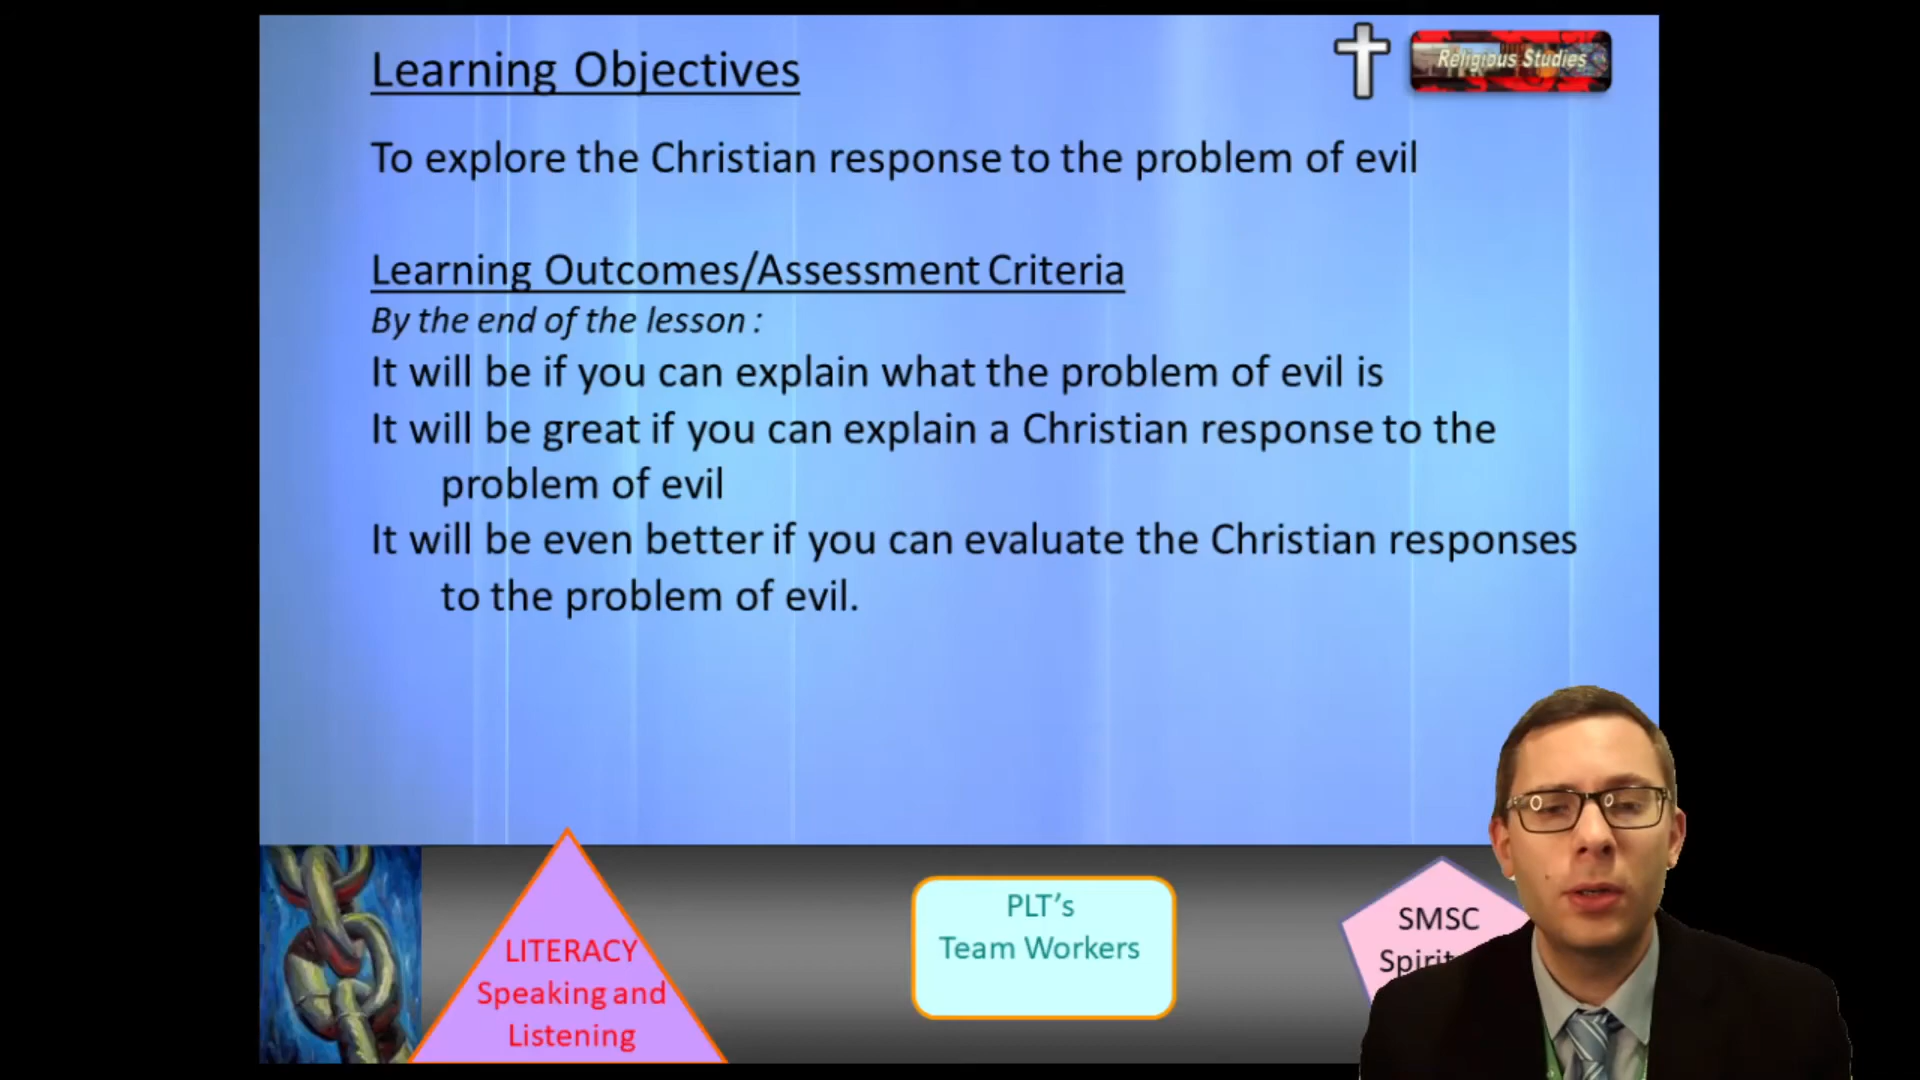 Learning Objectives
Religious Studies
To explore the Christian response to the problem of evil
Learning Outcomes/Assessment Criteria
By the end of the lesson :
It will be if you can explain what the problem of evil is
It will be great if you can explain a Christian response to the
problem of evil
It will be even better if you can evaluate the Christian responses
to the problem of evil.
LITERACY
Speaking and
Listening
PLT’s
Team Workers
SMSC